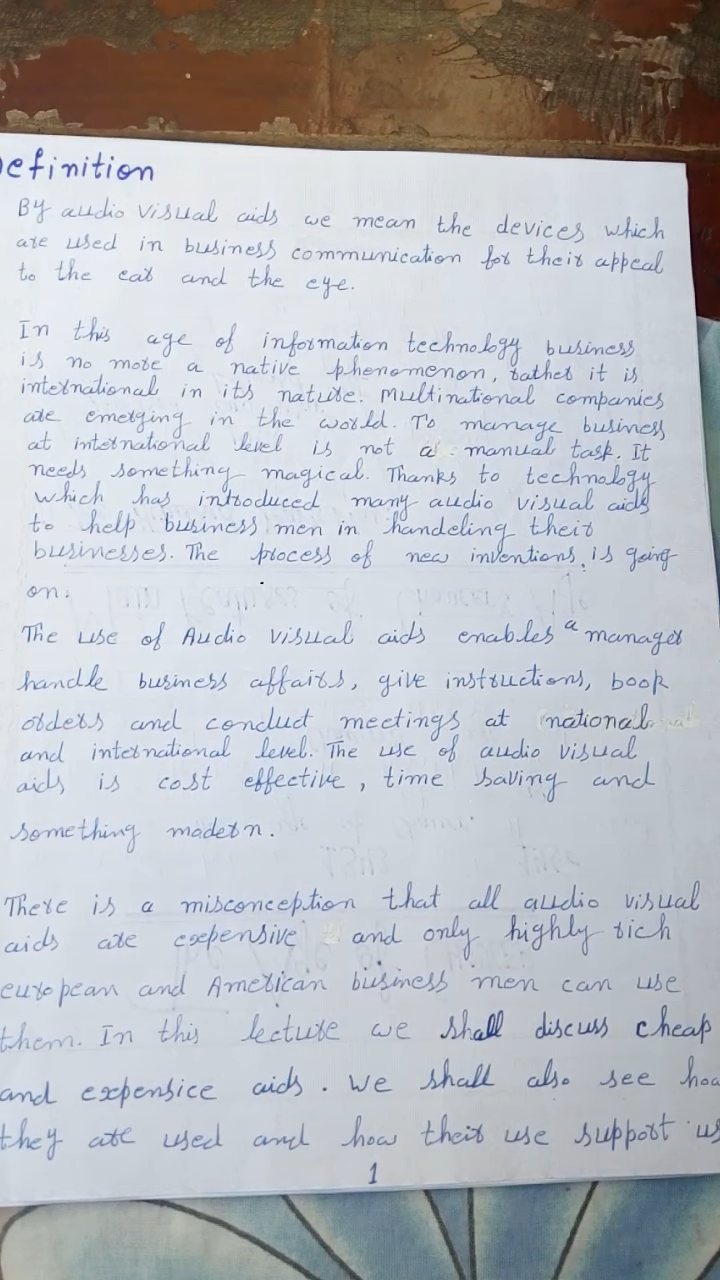 Definition
By audio visual aids we mean the devices which
are used in business communication for their appeal
to the ear and the eye.
In this age of information technology business
is no more a native phenomenon, rather it is
international in its nature. Multinational companies
are emerging in the world. To manage business
at international level is not a manual task. It
needs something magical. Thanks to technology
which has introduced many audio visual aids
to help business men in handeling their
businesses. The process of new inventions is going
on.
The use of Audio visual aids enables a manager
handle business affairs, give instructions, book
orders and conduct meetings at national
and international level. The use of audio visual
aids is cost effective, time saving and
something modern.
There is a misconception that all audio visual
aids are expensive and only highly rich
european and American business men can use
them. In this lecture we shall discuss cheap
and expensice aids. We shall also see how
they are used and how their use support us
1